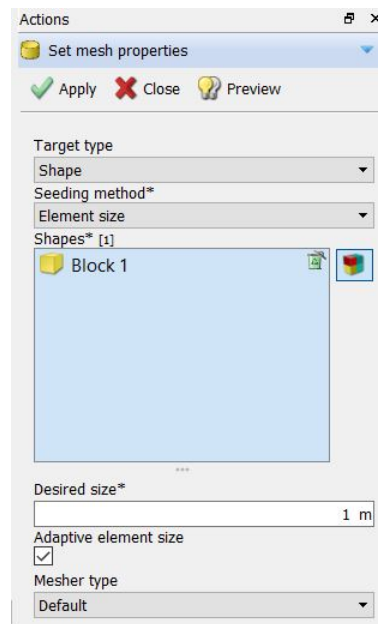 Actions
Set mesh properties
Apply Close Preview
Target type
Shape
Seeding method*
Element size
Shapes* [1]
Block 1
Desired size*
1 m
Adaptive element size
Mesher type
Default